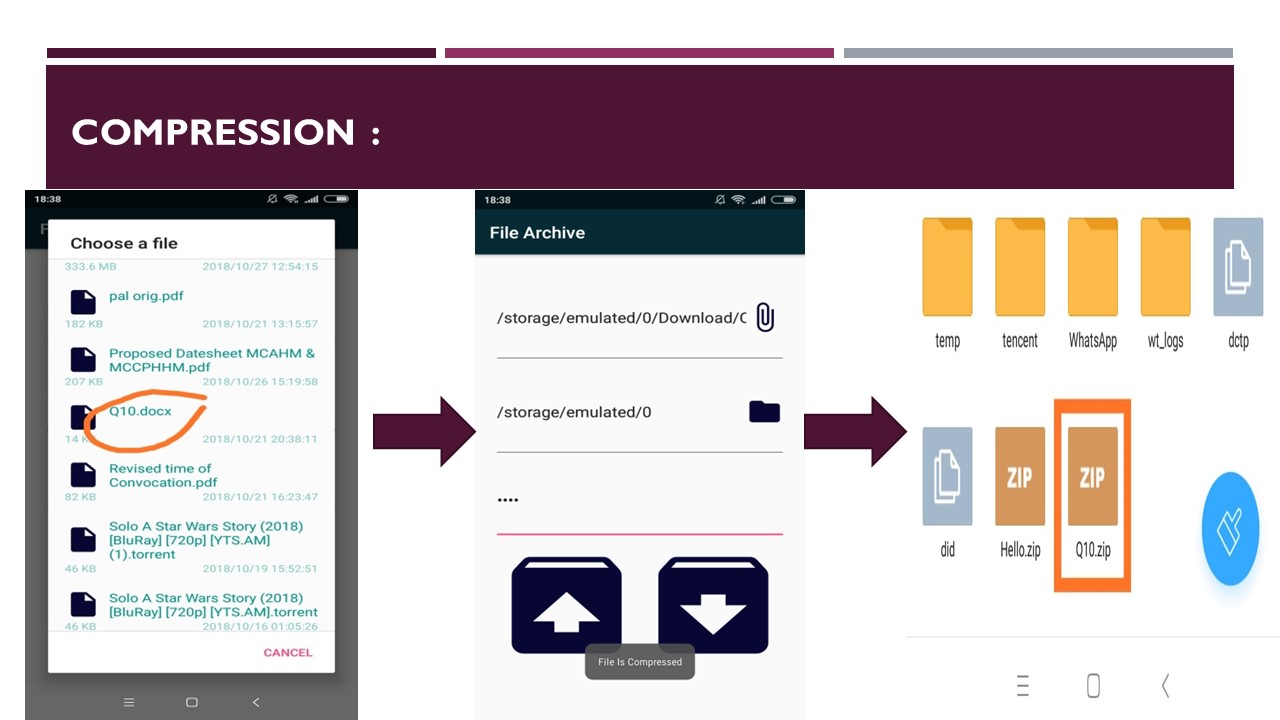 COMPRESSION :
18:38
Choose a file
333.6 MB 2018/10/27 12:54:15
pal orig.pdf
182 KB 2018/10/21 13:15:57
Proposed Datesheet MCAHM &
MCCPHHM.pdf
207 KB 2018/10/26 15:19:58
Q10.docx
14 2018/10/21 20:38:11
Revised time of
Convocation.pdf
82 KB 2018/10/21 16:23:47
Solo A Star Wars Story (2018)
[BluRay] [720p] [YTS.AM]
(1).torrent
46 KB 2018/10/19 15:52:51
Solo A Star Wars Story (2018)
[BluRay] [720p] [YTS.AM].torrent
46 KB 2018/10/16 01:05:26
CANCEL
18:38
File Archive
/storage/emulated/0/Download/
/storage/emulated/0
....
File Is Compressed
temp tencent WhatsApp wt_logs dctp
ZIP ZIP
did Hello.zip Q10.zip